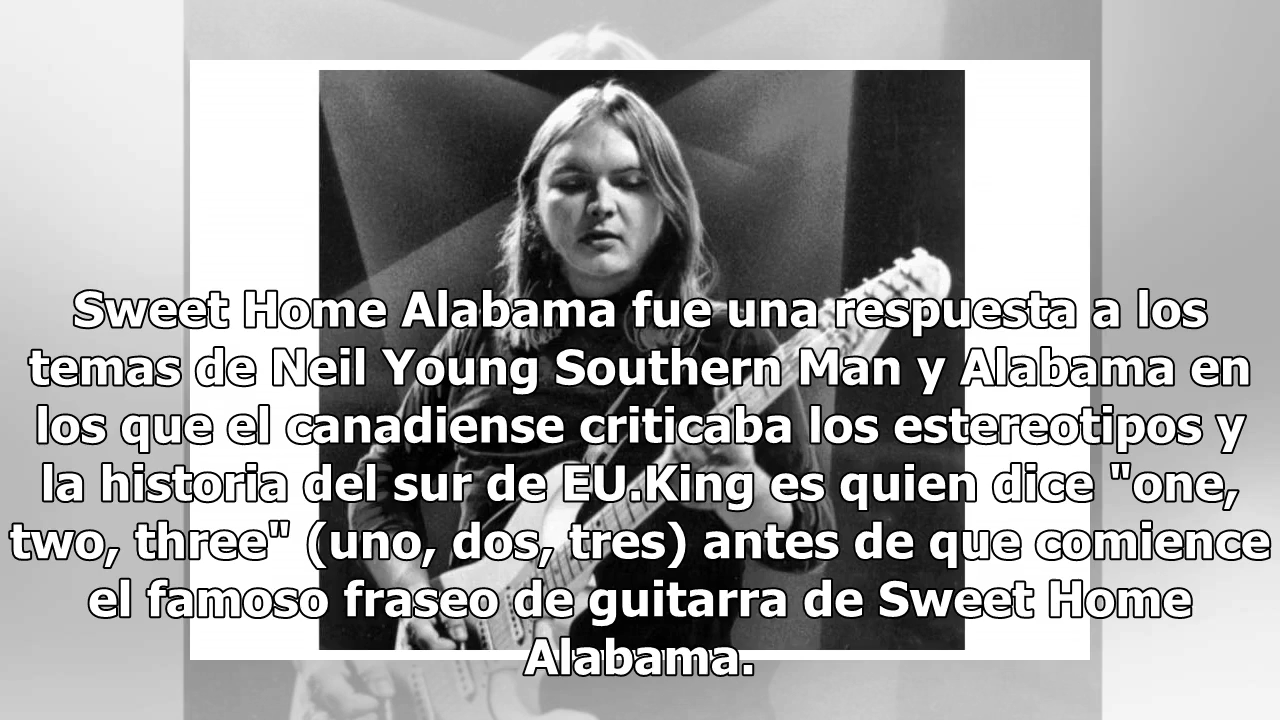 Sweet Home Alabama fue una respuesta a los
temas de Neil Young Southern Man y Alabama en
los que el canadiense criticaba los estereotipos y
la historia del sur de EU.King es quien dice "one,
two, three" (uno, dos, tres) antes de que comience
el famoso fraseo de guitarra de Sweet Home
Alabama.